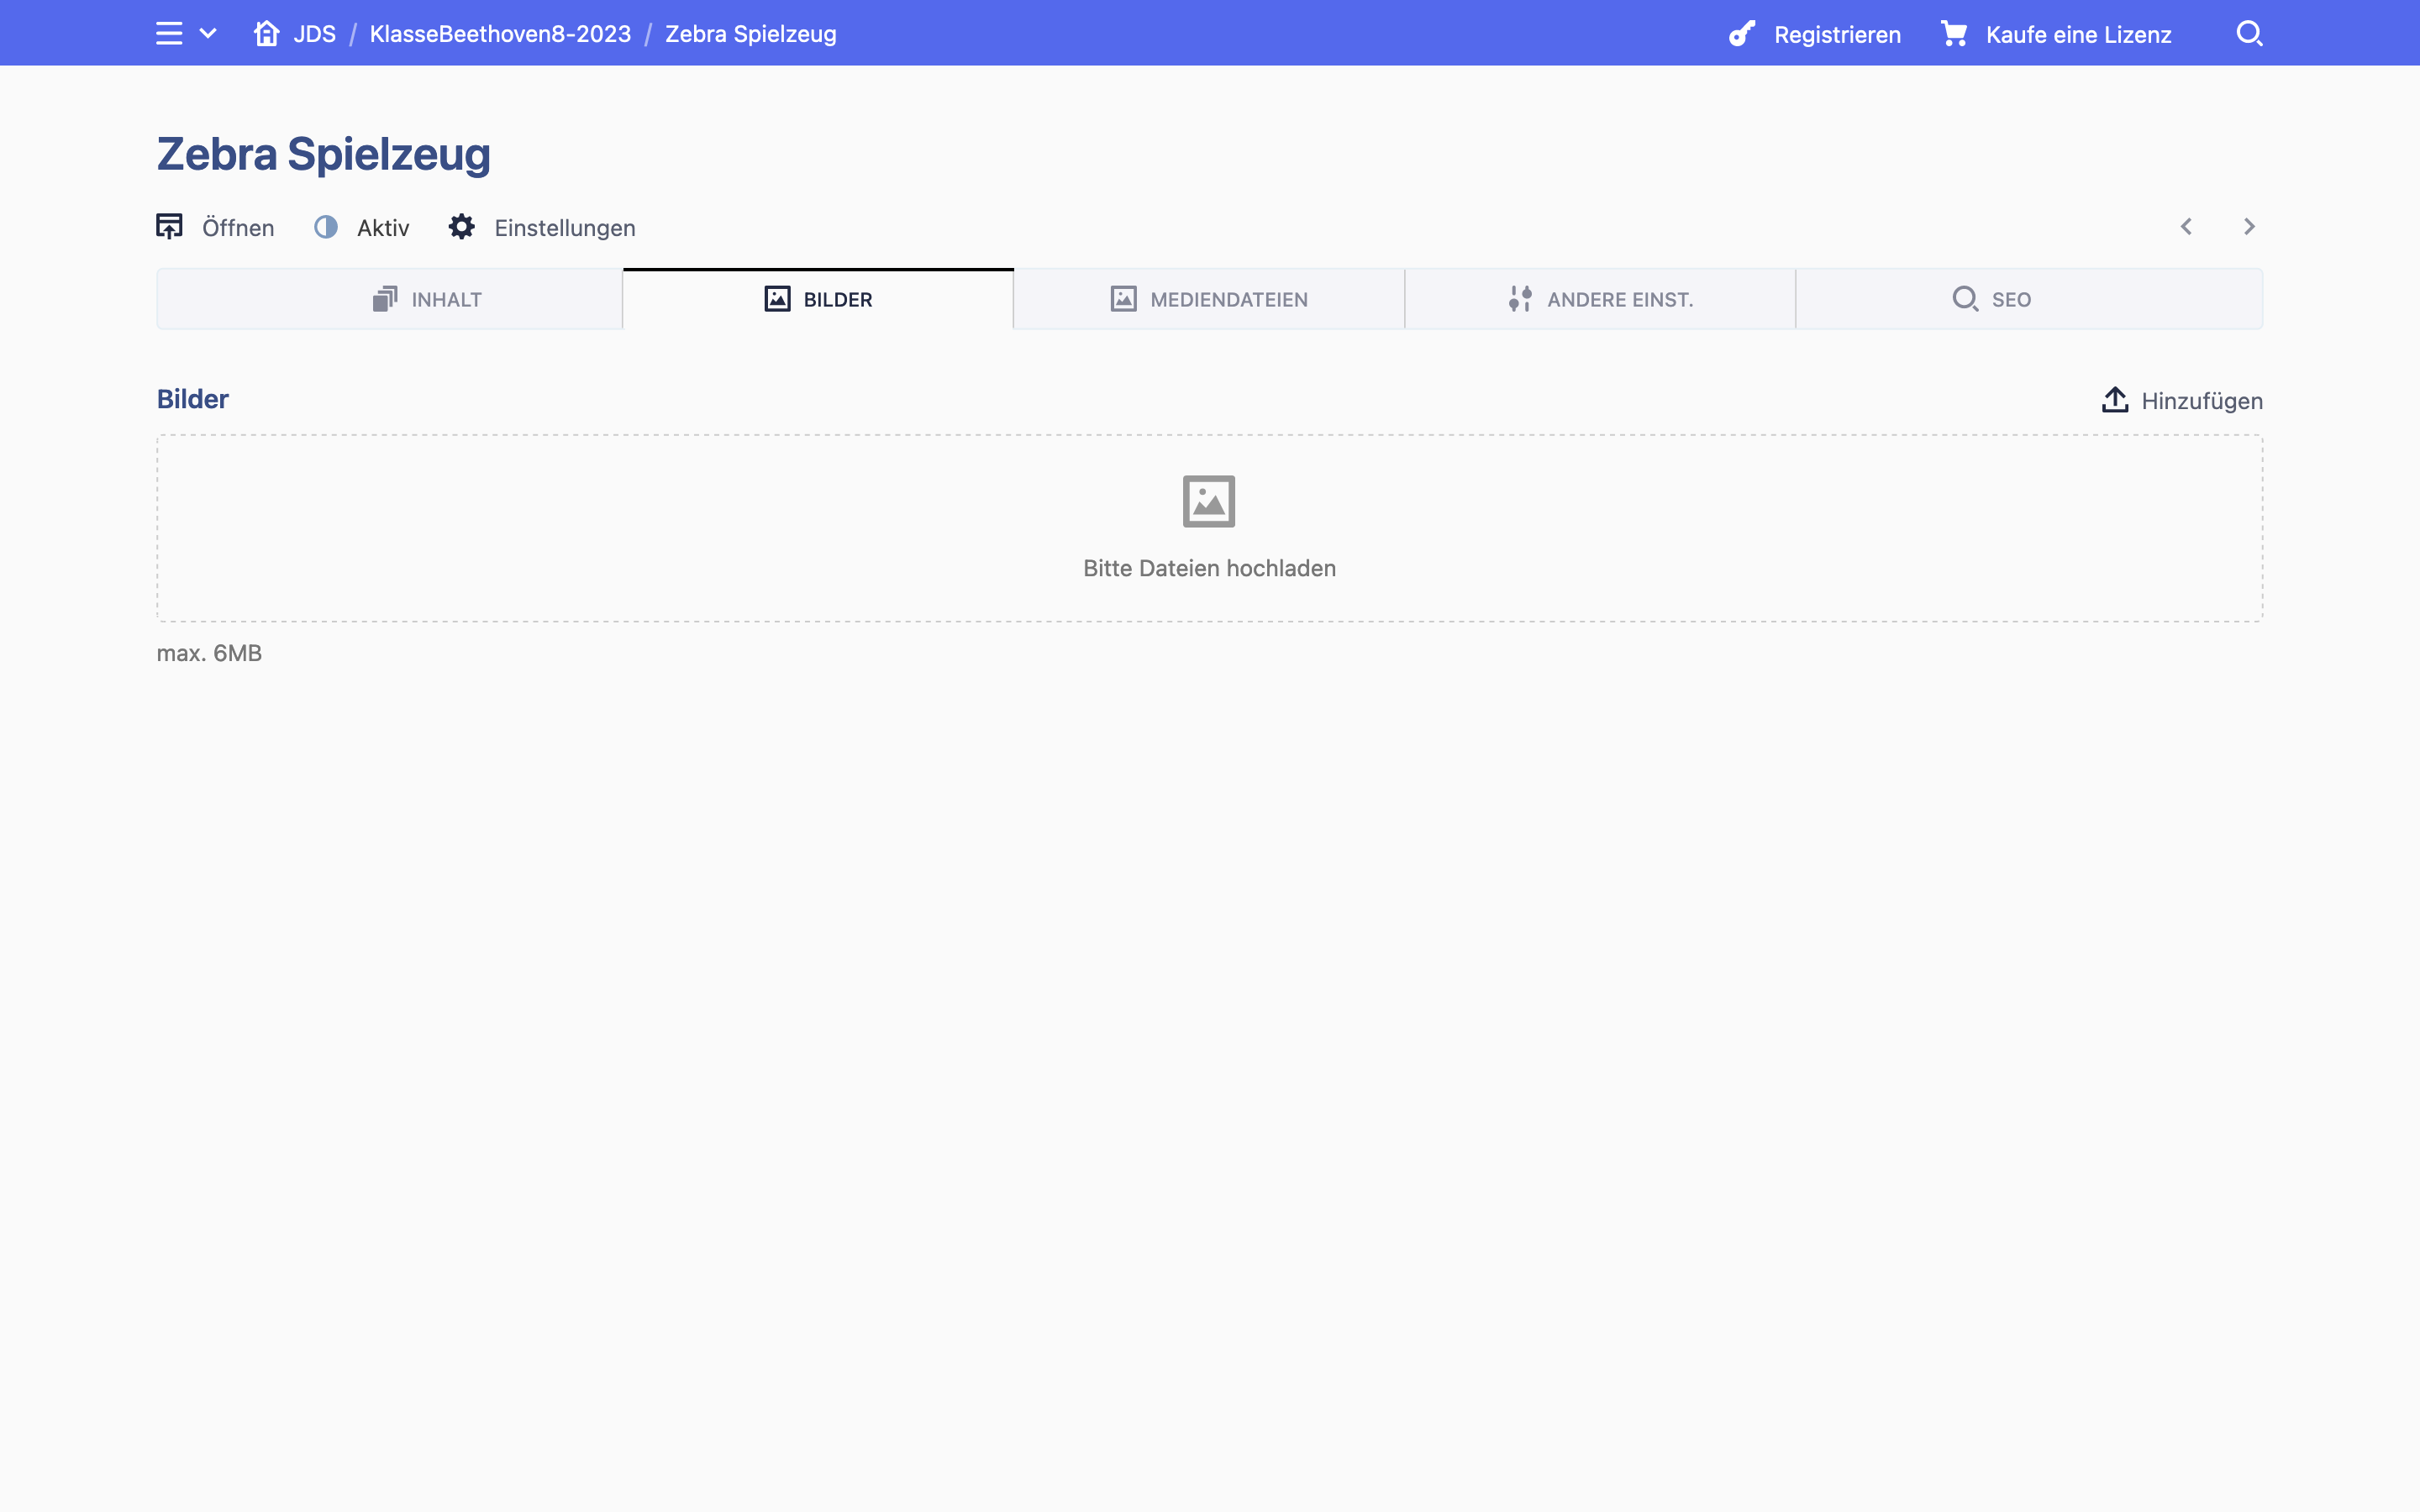 JDS / KlasseBeethoven8-2023 / Zebra Spielzeug
Registrieren
Kaufe eine Lizenz
Zebra Spielzeug
Öffnen
Aktiv
Einstellungen
INHALT
BILDER
MEDIENDATEIEN
ANDERE EINST.
SEO
Bilder
Hinzufügen
Bitte Dateien hochladen
max. 6MB